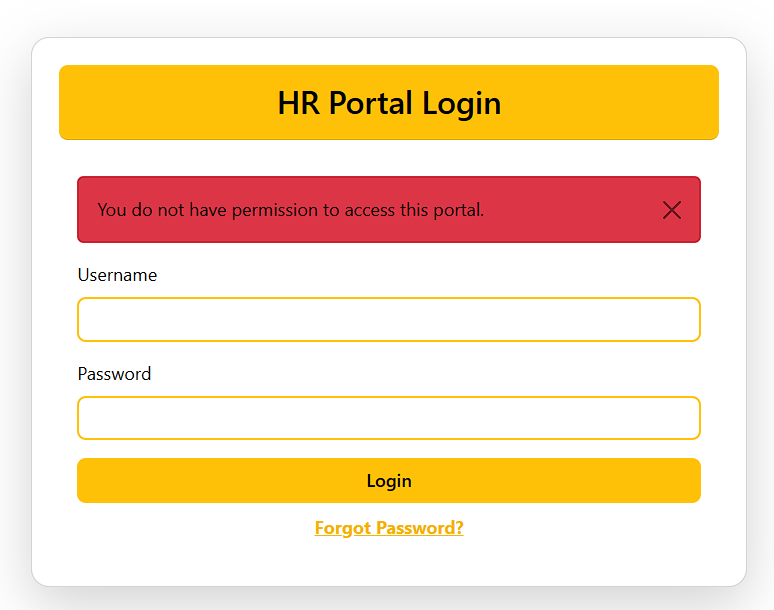 HR Portal Login
You do not have permission to access this portal.
Username
Password
Login
Forgot Password?